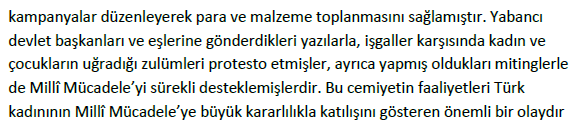 kampanyalar düzenleyerek para ve malzeme toplanmasını sağlamıştır. Yabancı
devlet başkanları ve eşlerine gönderdikleri yazılarla, işgaller karşısında kadın ve
çocukların uğradığı zulümleri protesto etmişler, ayrıca yapmış oldukları mitinglerle
de Millî Mücadele’yi sürekli desteklemişlerdir. Bu cemiyetin faaliyetleri Türk
kadınının Millî Mücadele’ye büyük kararlılıkla katılışını gösteren önemli bir olaydır